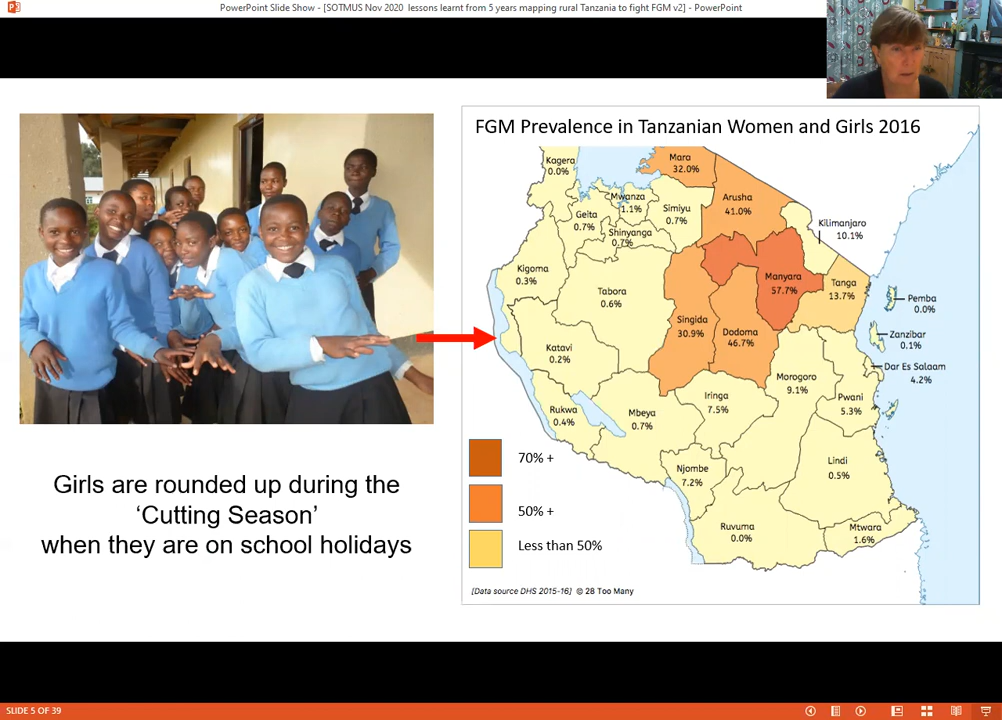 PowerPoint Slide Show - [SOTMUS Nov 2020  lessons learnt from 5 years mapping rural Tanzania to fight FGM v2] - PowerPoint
FGM Prevalence in Tanzanian Women and Girls 2016
Kagera
0.0%
Mara
32.0%
Mwanza
1.1%
Geita
0.7%
Simiyu
0.7%
Shinyanga
0.7%
Arusha
41.0%
Kilimanjaro
10.1%
Kigoma
0.3%
Tabora
0.6%
Manyara
57.7%
Tanga
13.7%
Pemba
0.0%
Singida
30.9%
Dodoma
46.7%
Zanzibar
0.1%
Katavi
0.2%
Dar Es Salaam
4.2%
Morogoro
9.1%
Pwani
5.3%
Rukwa
0.4%
Mbeya
0.7%
Iringa
7.5%
Njombe
7.2%
Lindi
0.5%
Ruvuma
0.0%
Mtwara
1.6%
70% +
50% +
Less than 50%
[Data source DHS 2015-16] © 28 Too Many
Girls are rounded up during the
‘Cutting Season’
when they are on school holidays
SLIDE 5 OF 39